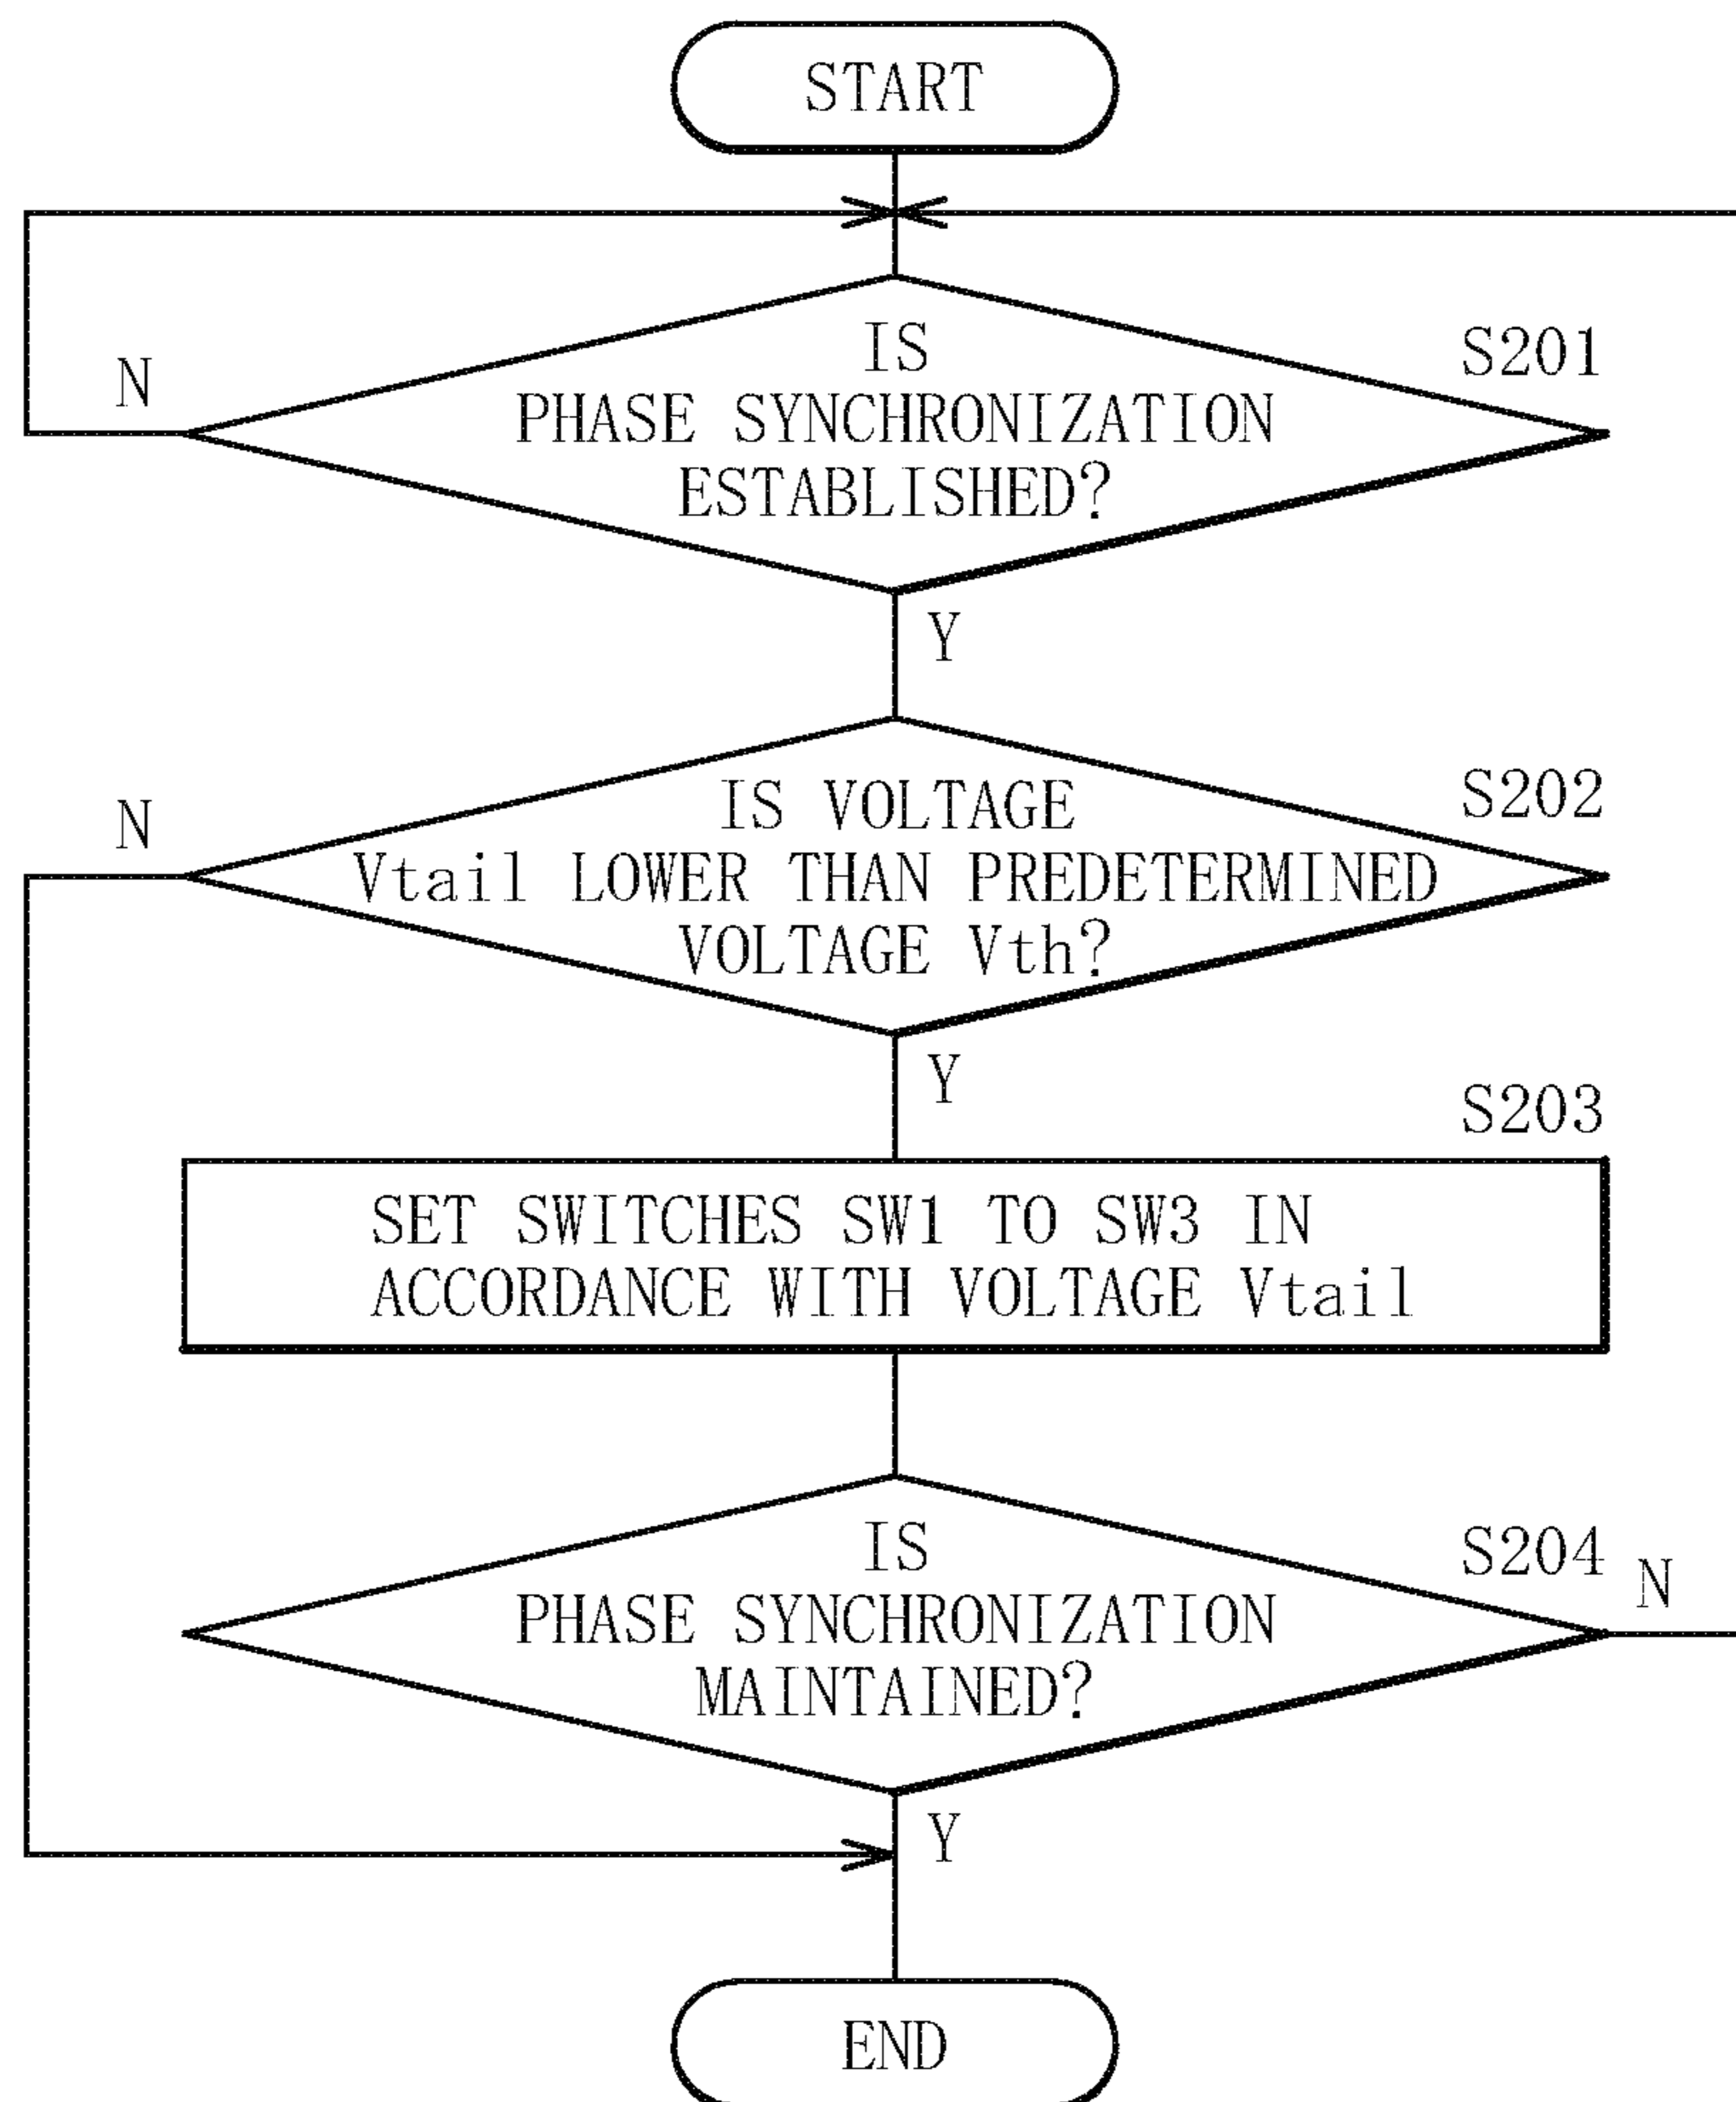 START
IS
PHASE SYNCHRONIZATION
ESTABLISHED?
S201
N
Y
IS VOLTAGE
Vtail LOWER THAN PREDETERMINED
VOLTAGE Vth?
S202
N
Y
S203
SET SWITCHES SW1 TO SW3 IN
ACCORDANCE WITH VOLTAGE Vtail
IS
PHASE SYNCHRONIZATION
MAINTAINED?
S204
N
Y
END